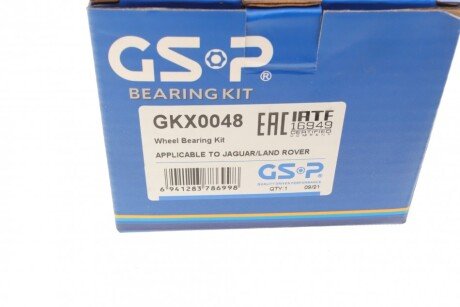 GSP®
BEARING KIT
GKX0048
EAC
IATF
16949
CERTIFIED
COMPANY
Wheel Bearing Kit
APPLICABLE TO JAGUAR/LAND ROVER
GSP
6 941283 786998
QTY:1
09/21